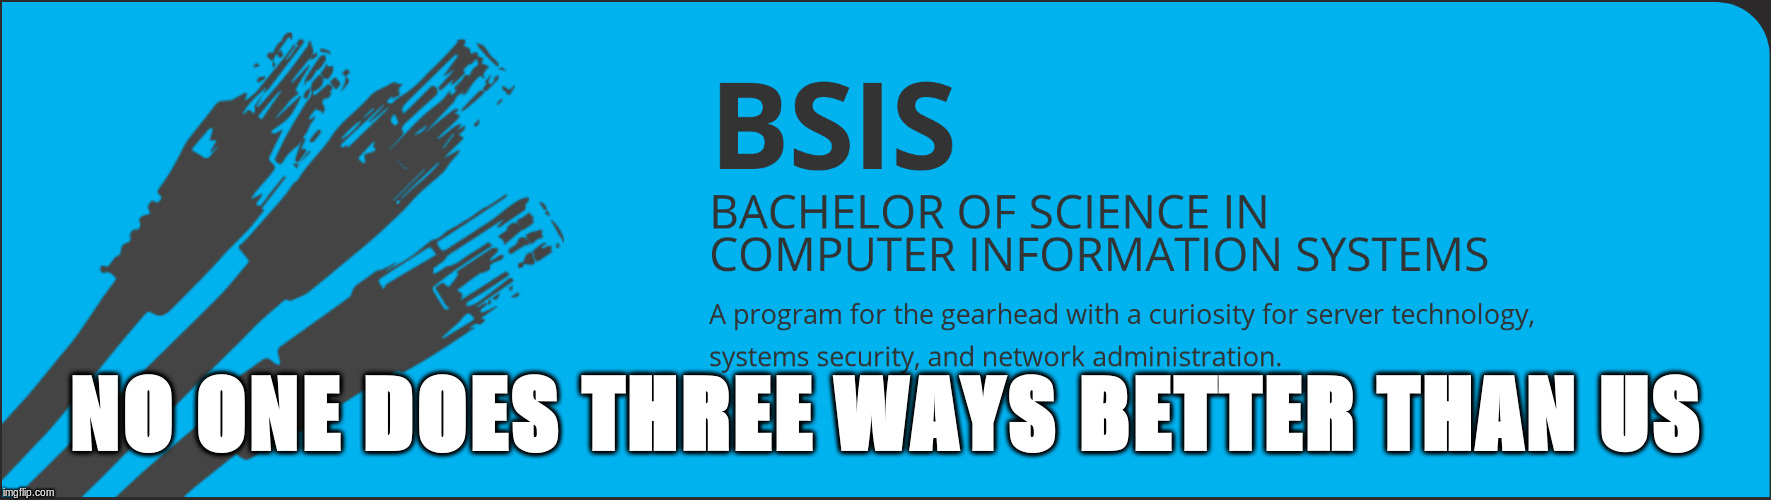 BSIS
BACHELOR OF SCIENCE IN
COMPUTER INFORMATION SYSTEMS
A program for the gearhead with a curiosity for server technology,
systems security, and network administration.
NO ONE DOES THREE WAYS BETTER THAN US
imgflip.com